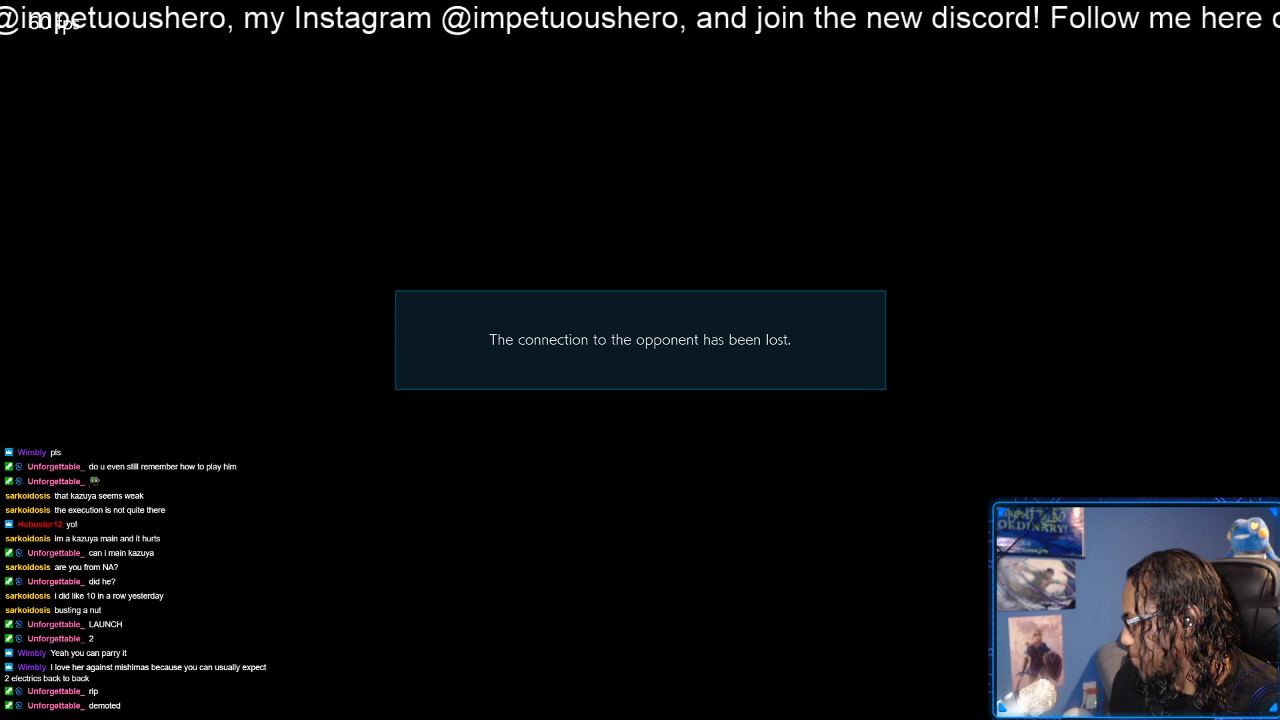 @impetuoushero, my Instagram @impetuoushero, and join the new discord! Follow me here
60 fps
The connection to the opponent has been lost.
Wimbly pls
Unforgettable_ do u even still remember how to play him
Unforgettable_
sarkoidosis that kazuya seems weak
sarkoidosis the execution is not quite there
Hoboster12 yo!
sarkoidosis im a kazuya main and it hurts
Unforgettable_ can i main kazuya
sarkoidosis are you from NA?
Unforgettable_ did he?
sarkoidosis i did like 10 in a row yesterday
sarkoidosis busting a nut
Unforgettable_ LAUNCH
Unforgettable_ 2
Wimbly Yeah you can parry it
Wimbly I love her against mishimas because you can usually expect
2 electrics back to back
Unforgettable_ rip
Unforgettable_ demoted
ORDINARY!